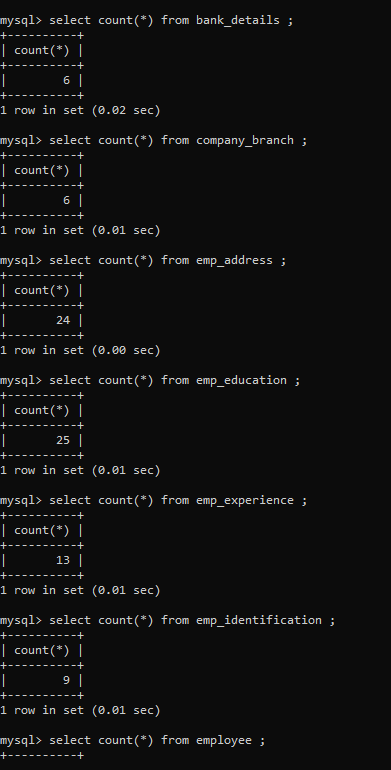 mysql> select count(*) from bank_details ;
+----------+
| count(*) |
+----------+
|        6 |
+----------+
1 row in set (0.02 sec)
mysql> select count(*) from company_branch ;
+----------+
| count(*) |
+----------+
|        6 |
+----------+
1 row in set (0.01 sec)
mysql> select count(*) from emp_address ;
+----------+
| count(*) |
+----------+
|       24 |
+----------+
1 row in set (0.00 sec)
mysql> select count(*) from emp_education ;
+----------+
| count(*) |
+----------+
|       25 |
+----------+
1 row in set (0.01 sec)
mysql> select count(*) from emp_experience ;
+----------+
| count(*) |
+----------+
|       13 |
+----------+
1 row in set (0.01 sec)
mysql> select count(*) from emp_identification ;
+----------+
| count(*) |
+----------+
|        9 |
+----------+
1 row in set (0.01 sec)
mysql> select count(*) from employee ;
+----------+